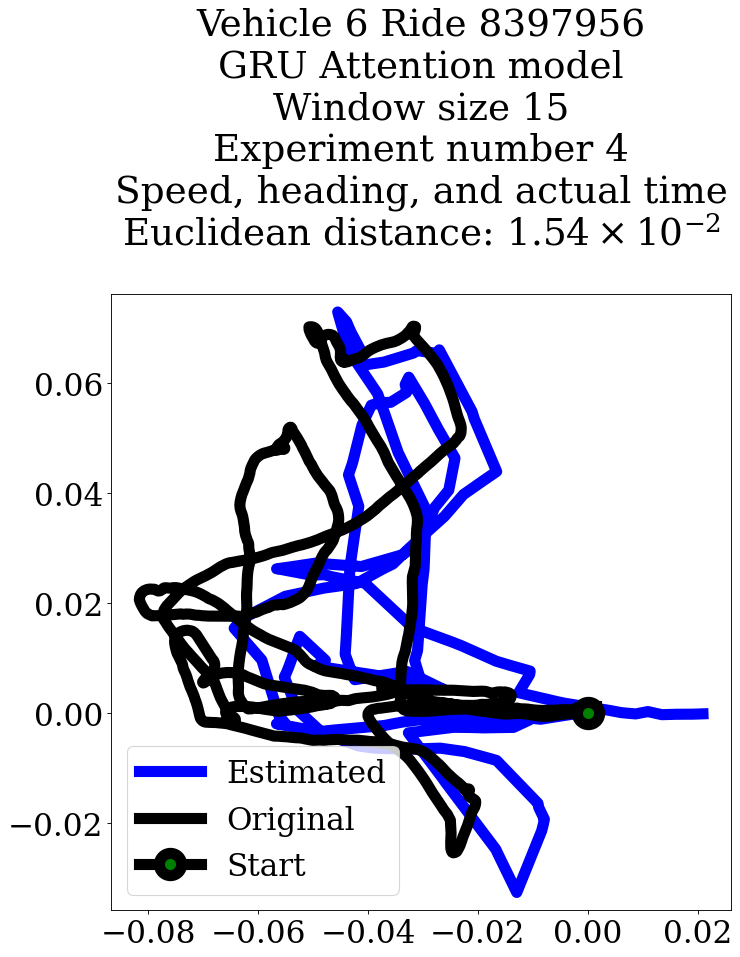 Vehicle 6 Ride 8397956
GRU Attention model
Window size 15
Experiment number 4
Speed, heading, and actual time
Euclidean distance: 1.54 × 10⁻²
0.06
0.04
0.02
0.00
−0.02
Estimated
Original
Start
−0.08 −0.06 −0.04 −0.02 0.00 0.02